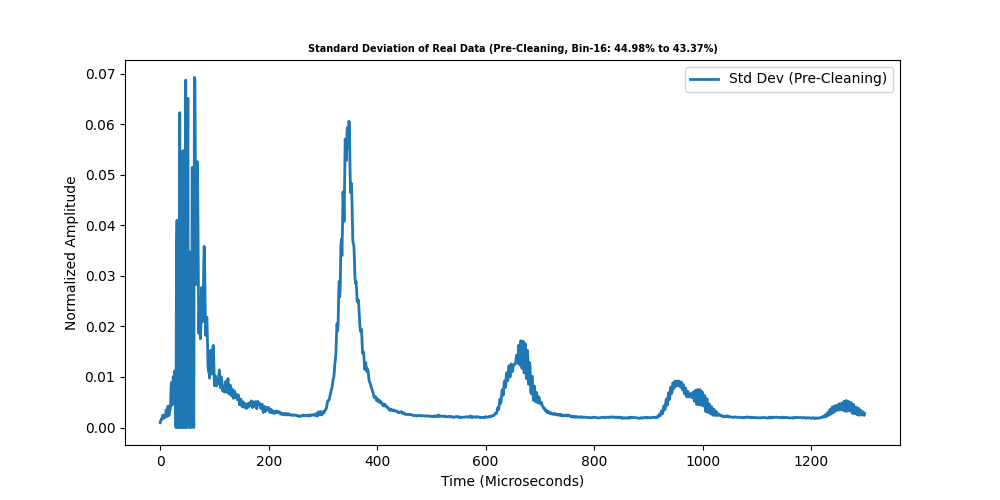 Standard Deviation of Real Data (Pre-Cleaning, Bin-16: 44.98% to 43.37%)
Std Dev (Pre-Cleaning)
Normalized Amplitude
0.07
0.06
0.05
0.04
0.03
0.02
0.01
0.00
0 200 400 600 800 1000 1200
Time (Microseconds)